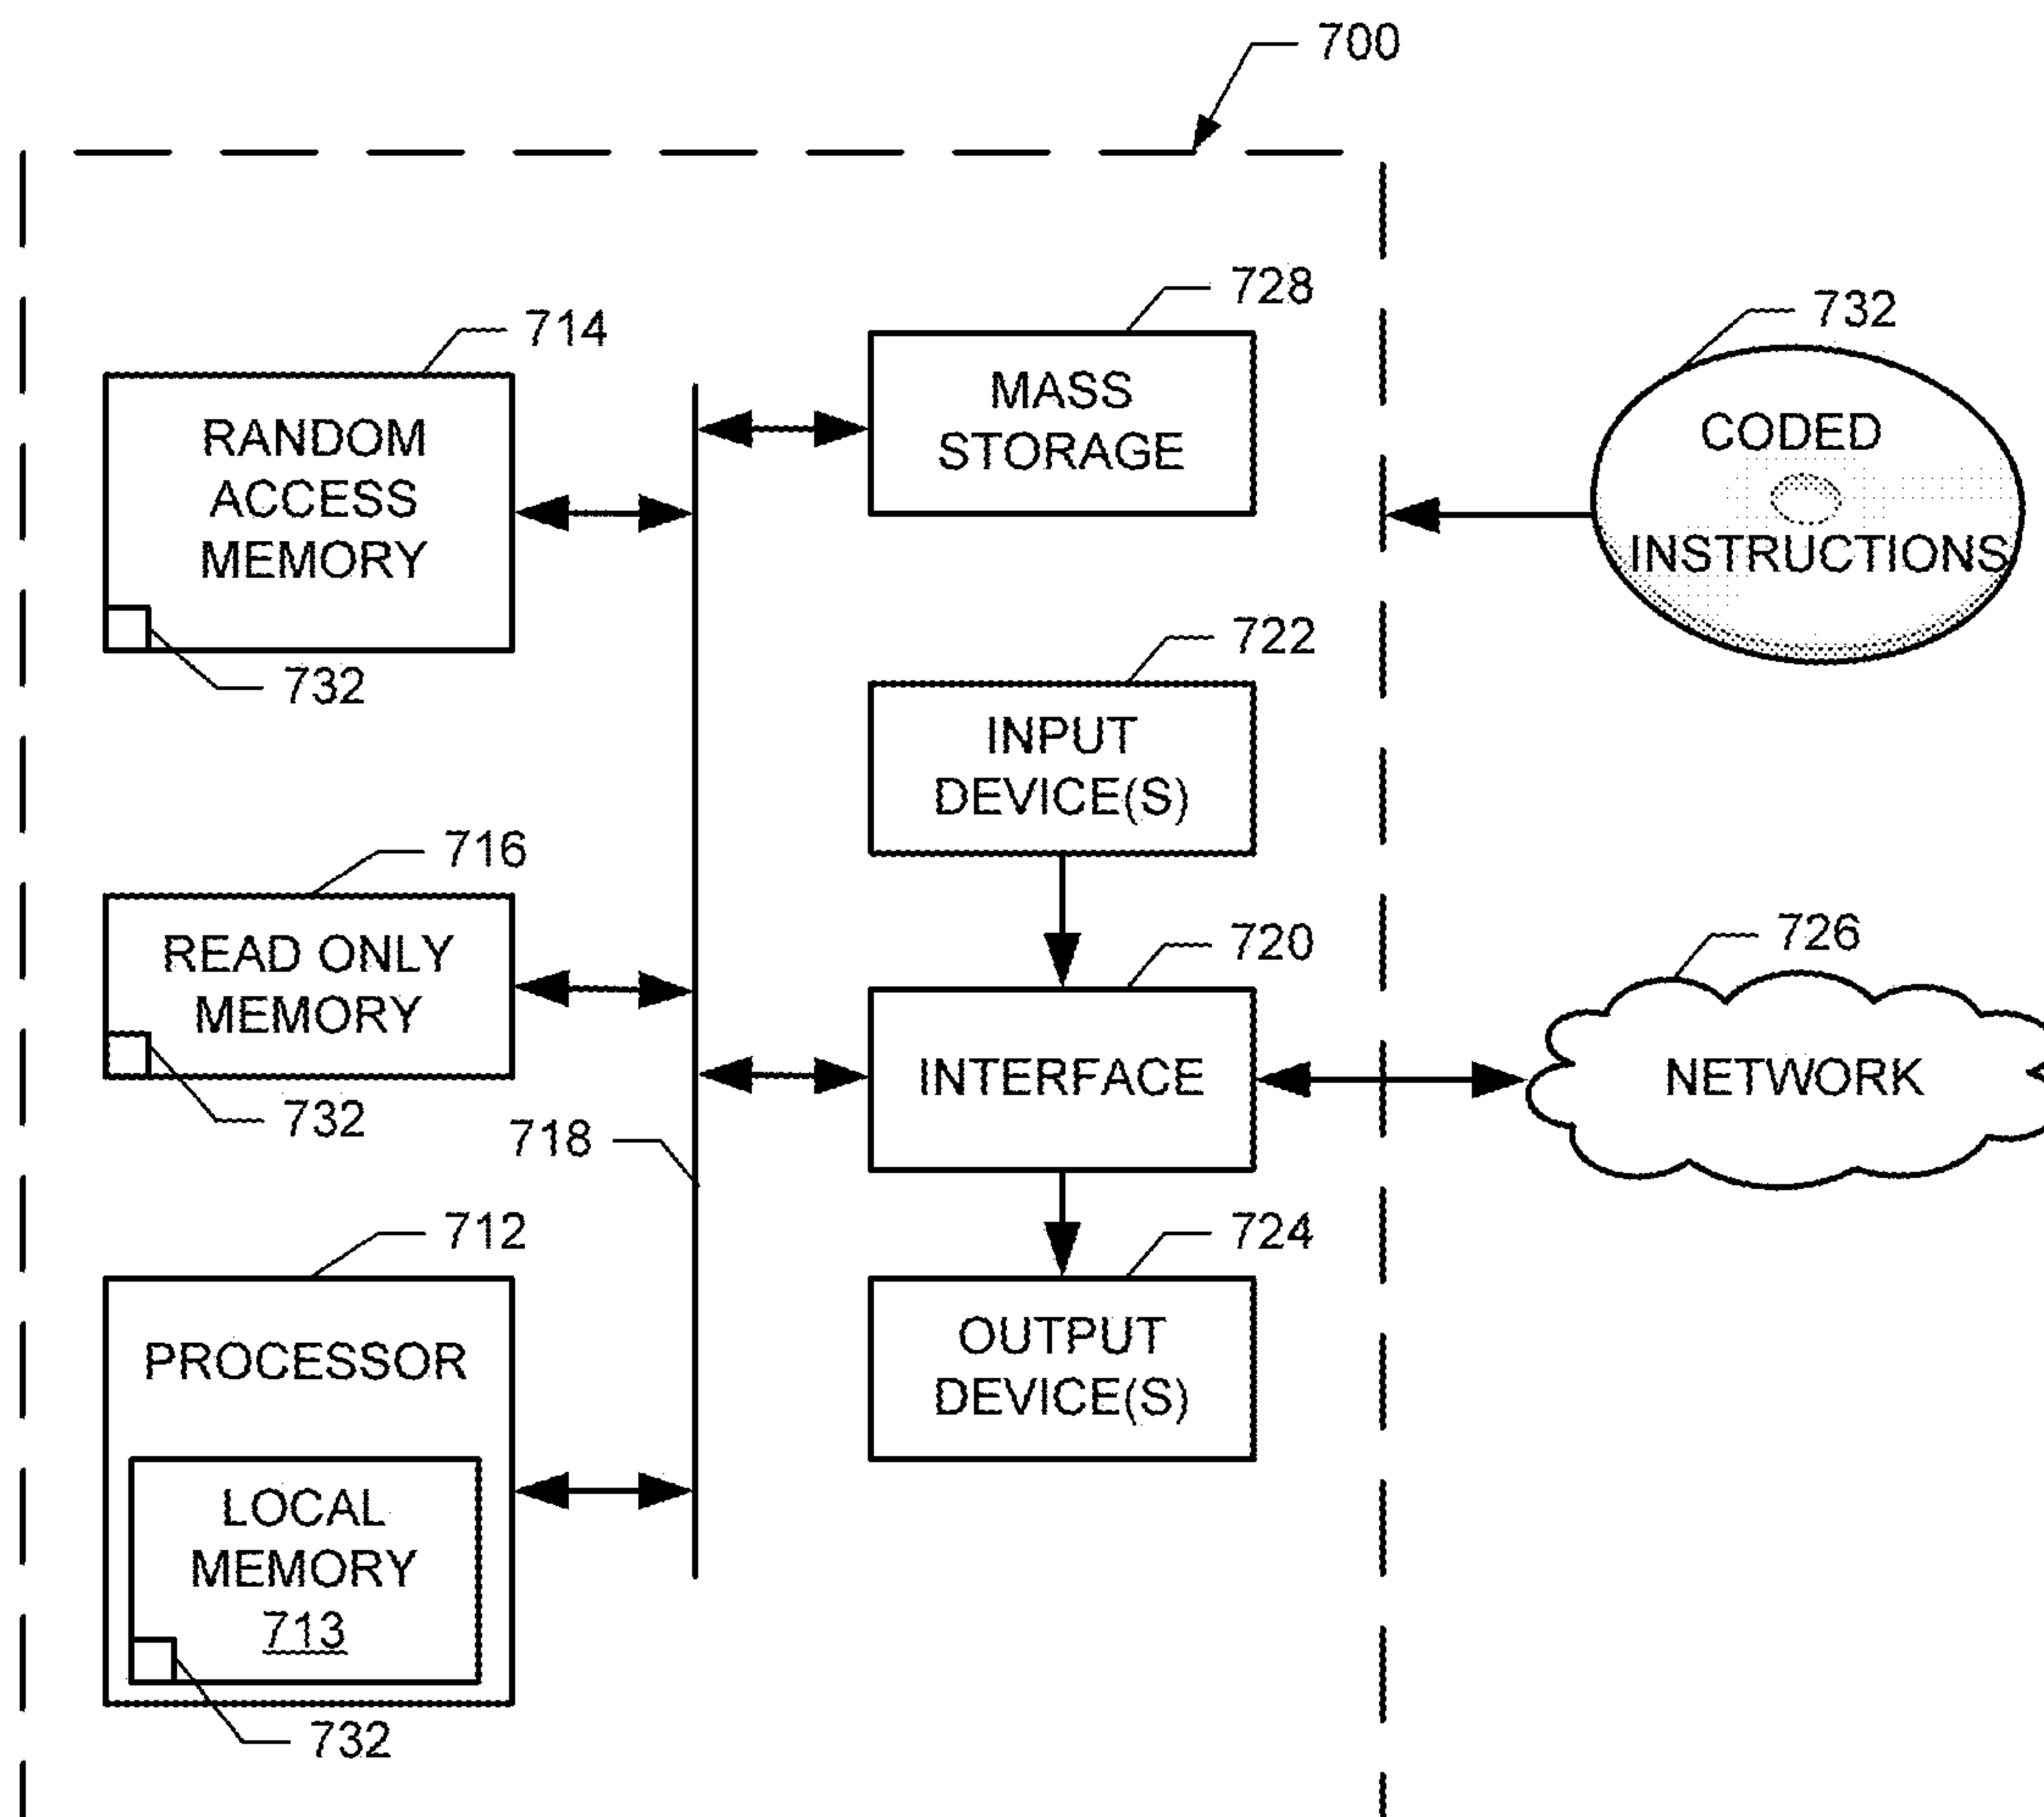 700
728
714
732
MASS
STORAGE
RANDOM
ACCESS
MEMORY
CODED
INSTRUCTIONS
722
732
INPUT
DEVICE(S)
716
720
726
READ ONLY
MEMORY
INTERFACE
NETWORK
732
718
712
724
PROCESSOR
OUTPUT
DEVICE(S)
LOCAL
MEMORY
713
732